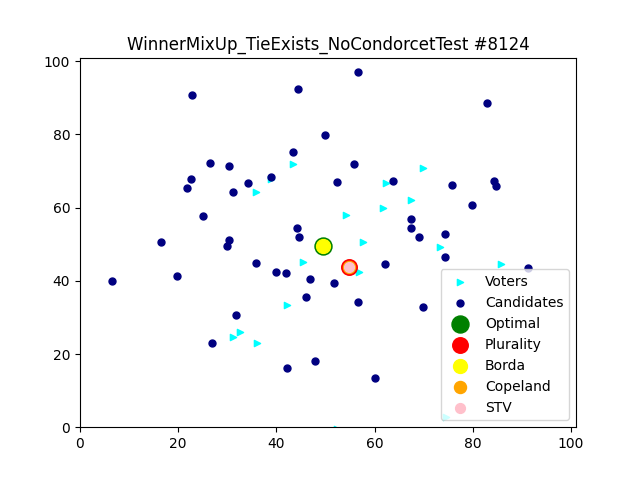 WinnerMixUp_TieExists_NoCondorcetTest #8124
100
80
60
40
20
0
0 20 40 60 80 100
Voters
Candidates
Optimal
Plurality
Borda
Copeland
STV